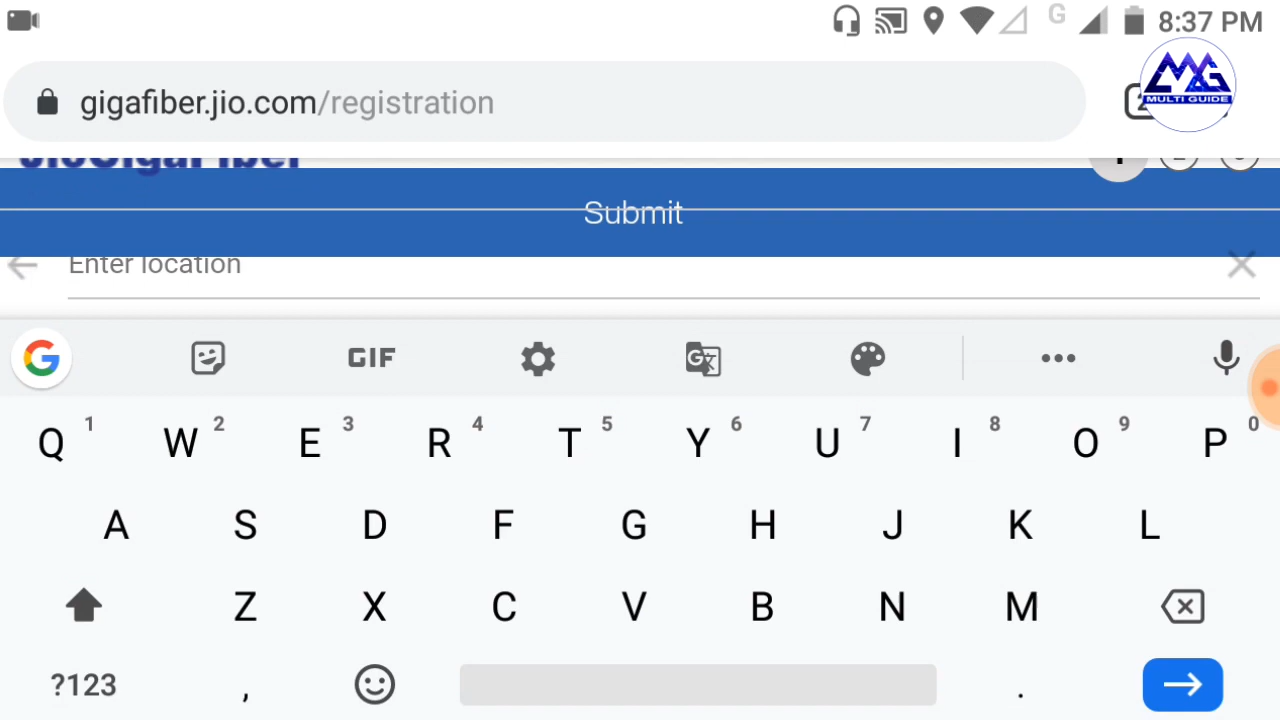 G 8:37 PM
gigafiber.jio.com/registration
MULTI GUIDE
JioGigaFiber
Submit
Enter location
G GIF G
Q 1 W 2 E 3 R 4 T 5 Y 6 U 7 I 8 O 9 P 0
A S D F G H J K L
Z X C V B N M
?123 , .